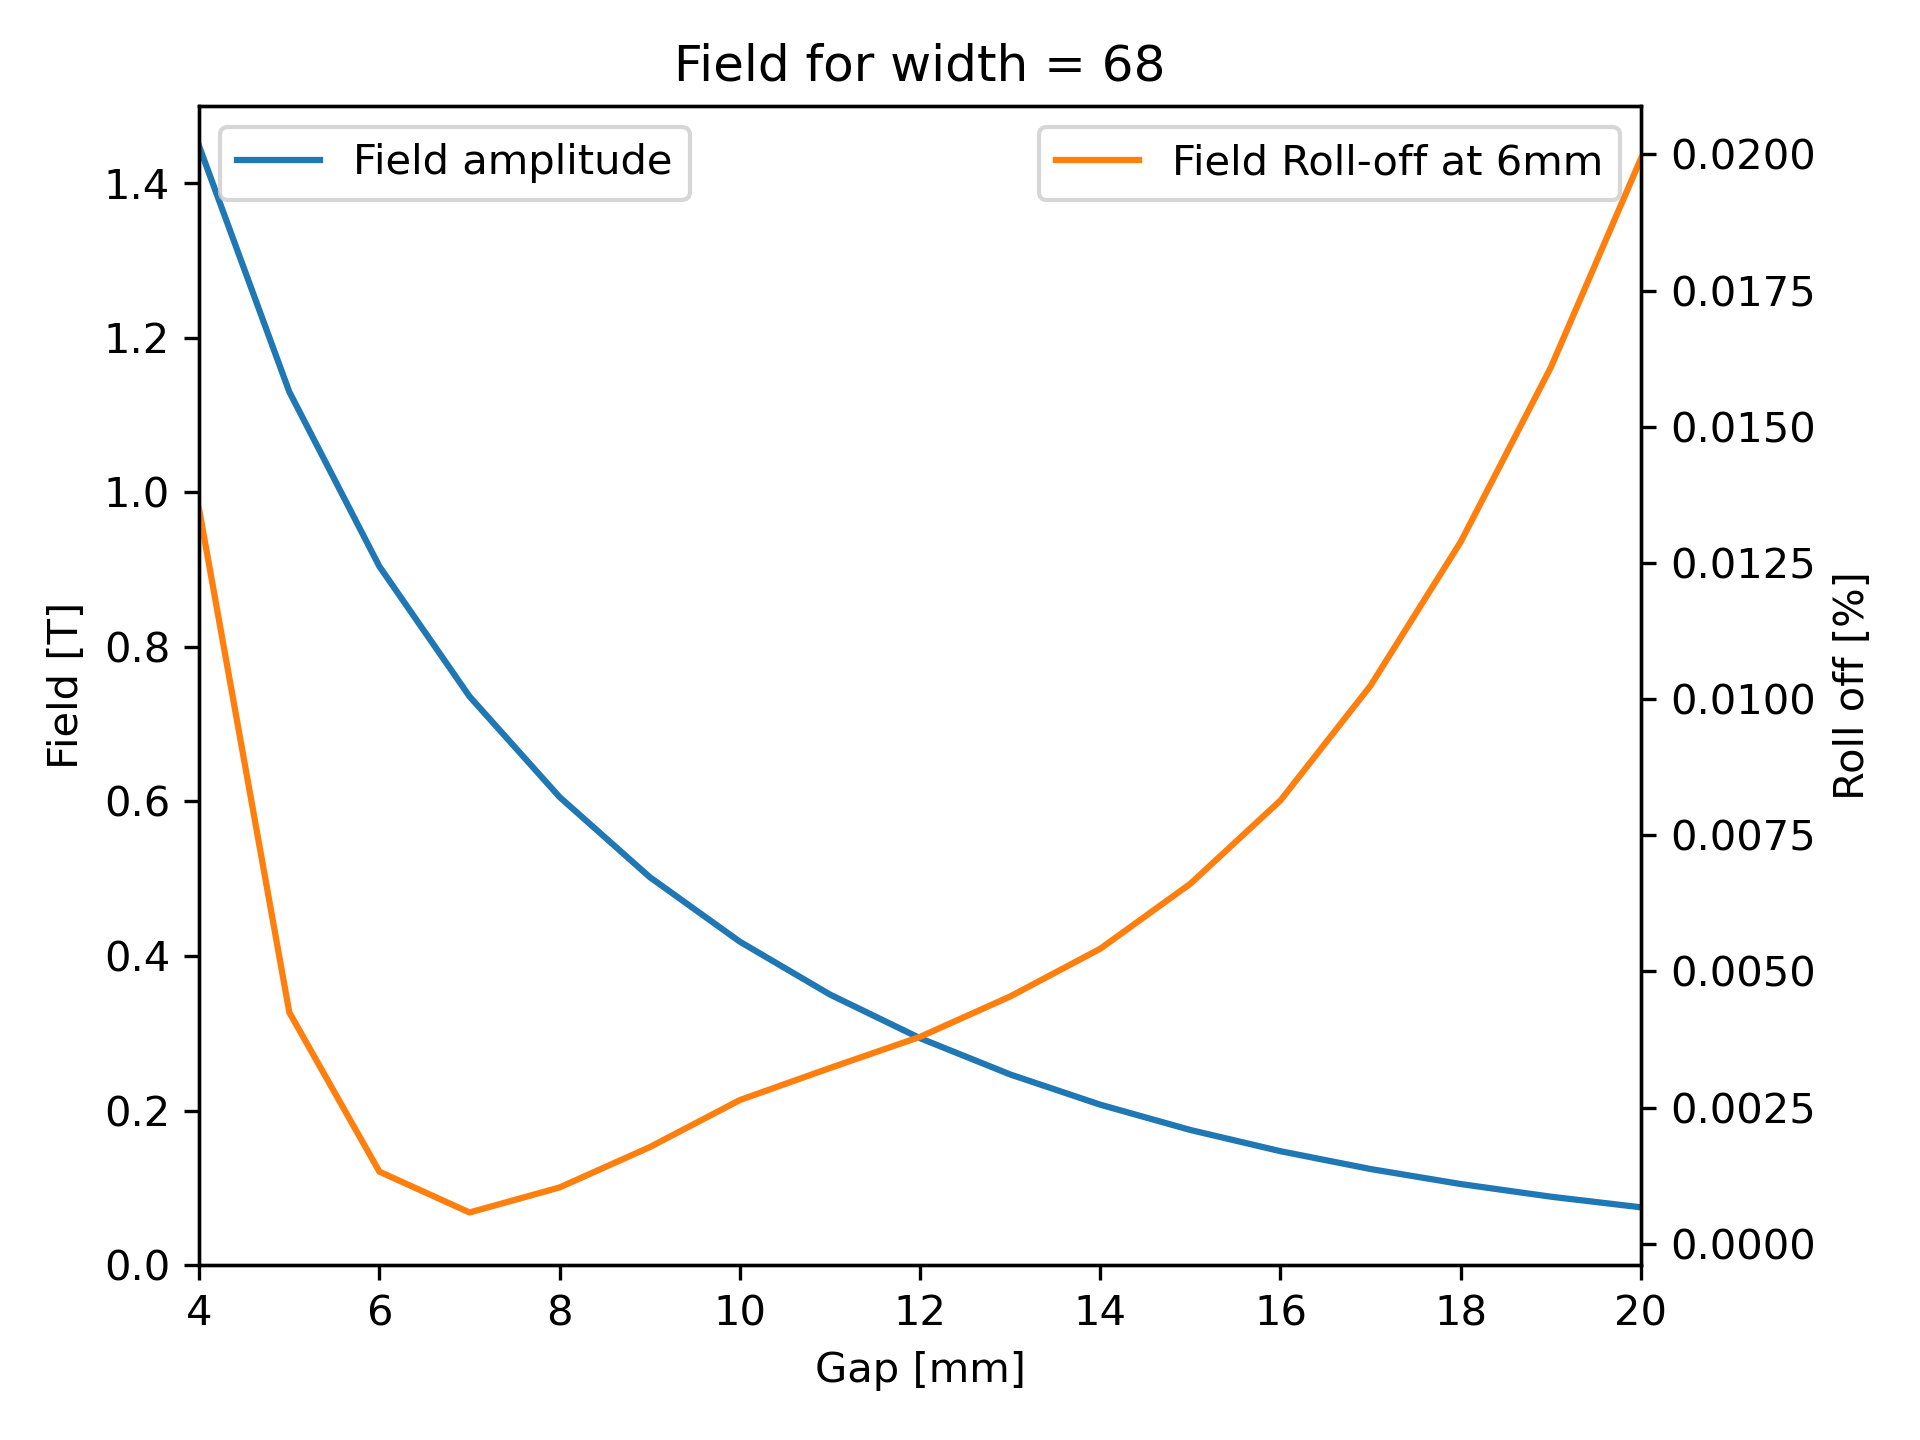 Field for width = 68
Field amplitude
Field Roll-off at 6mm
1.4
1.2
1.0
0.8
0.6
0.4
0.2
0.0
Field [T]
0.0200
0.0175
0.0150
0.0125
0.0100
0.0075
0.0050
0.0025
0.0000
Roll off [%]
4 6 8 10 12 14 16 18 20
Gap [mm]